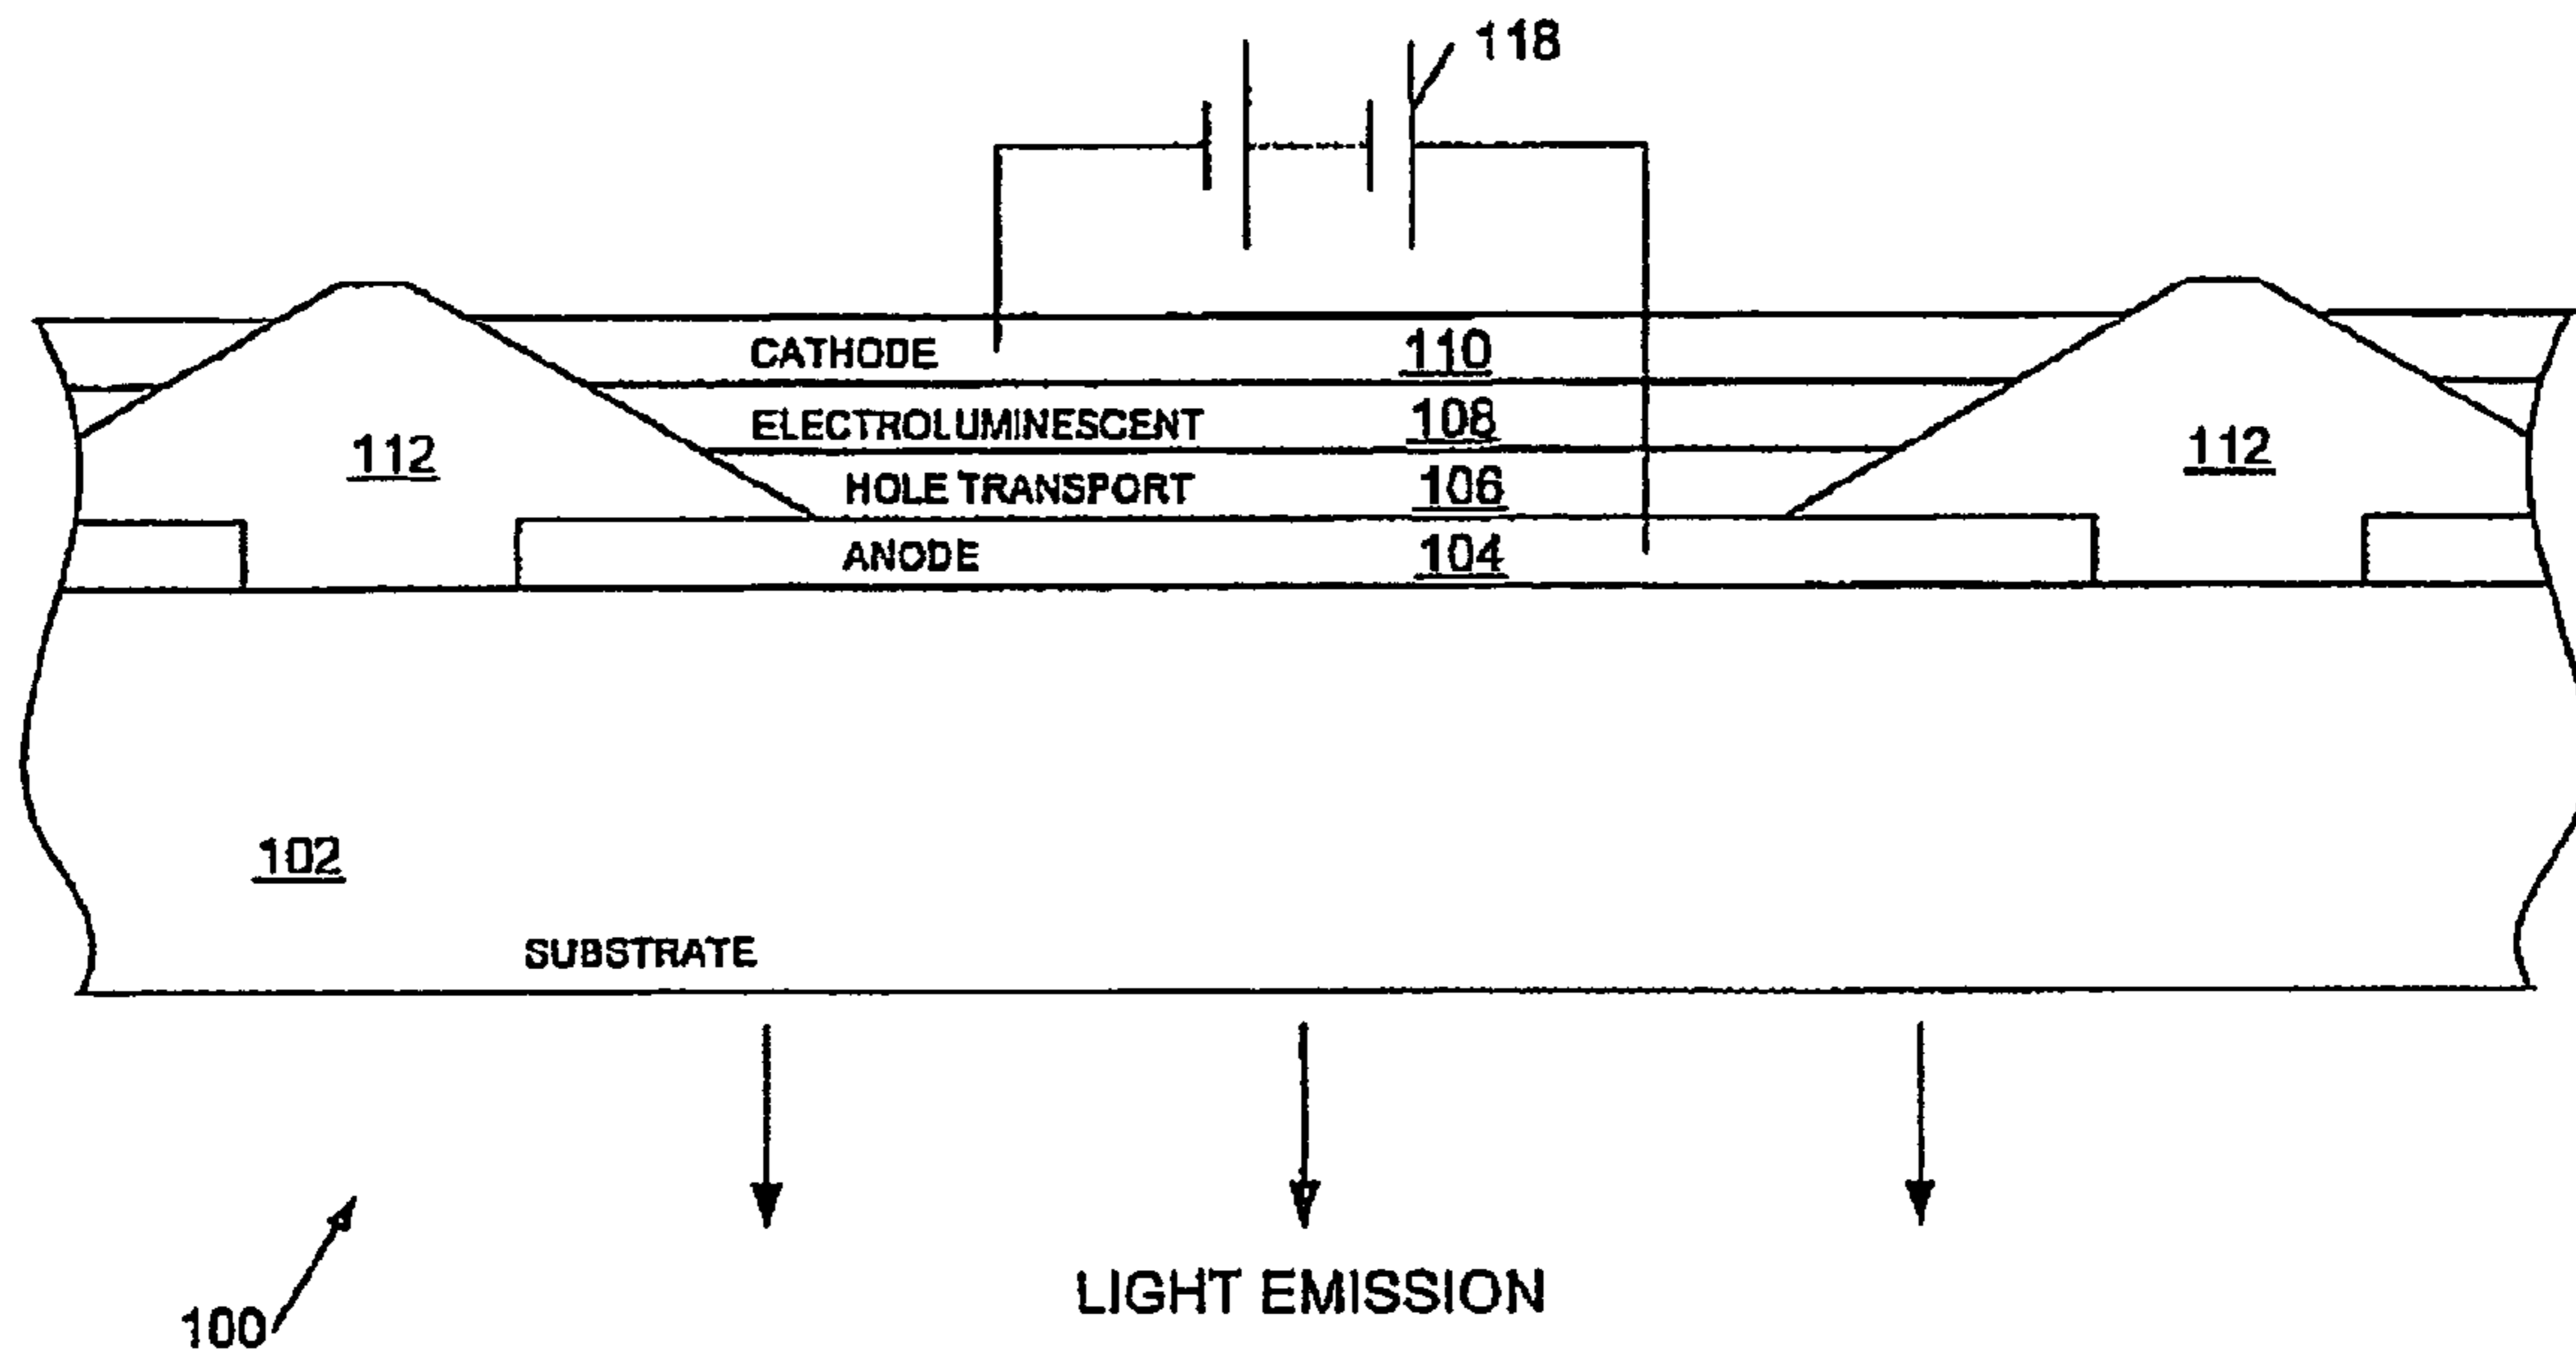 118
CATHODE 110
ELECTROLUMINESCENT 108
112
112
HOLE TRANSPORT 106
ANODE 104
102
SUBSTRATE
LIGHT EMISSION
100